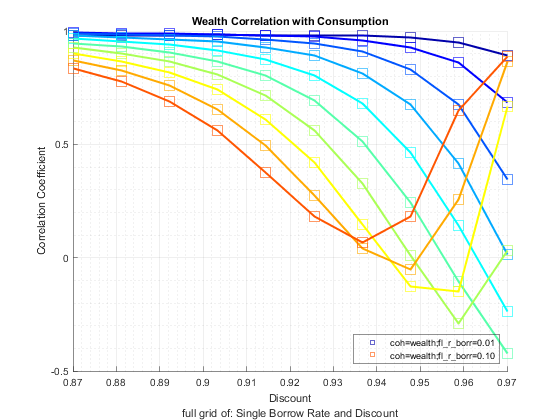 Wealth Correlation with Consumption
1
0.5
0
-0.5
Correlation Coefficient
coh=wealth;fl_r_borr=0.01
coh=wealth;fl_r_borr=0.10
0.87 0.88 0.89 0.9 0.91 0.92 0.93 0.94 0.95 0.96 0.97
Discount
full grid of: Single Borrow Rate and Discount